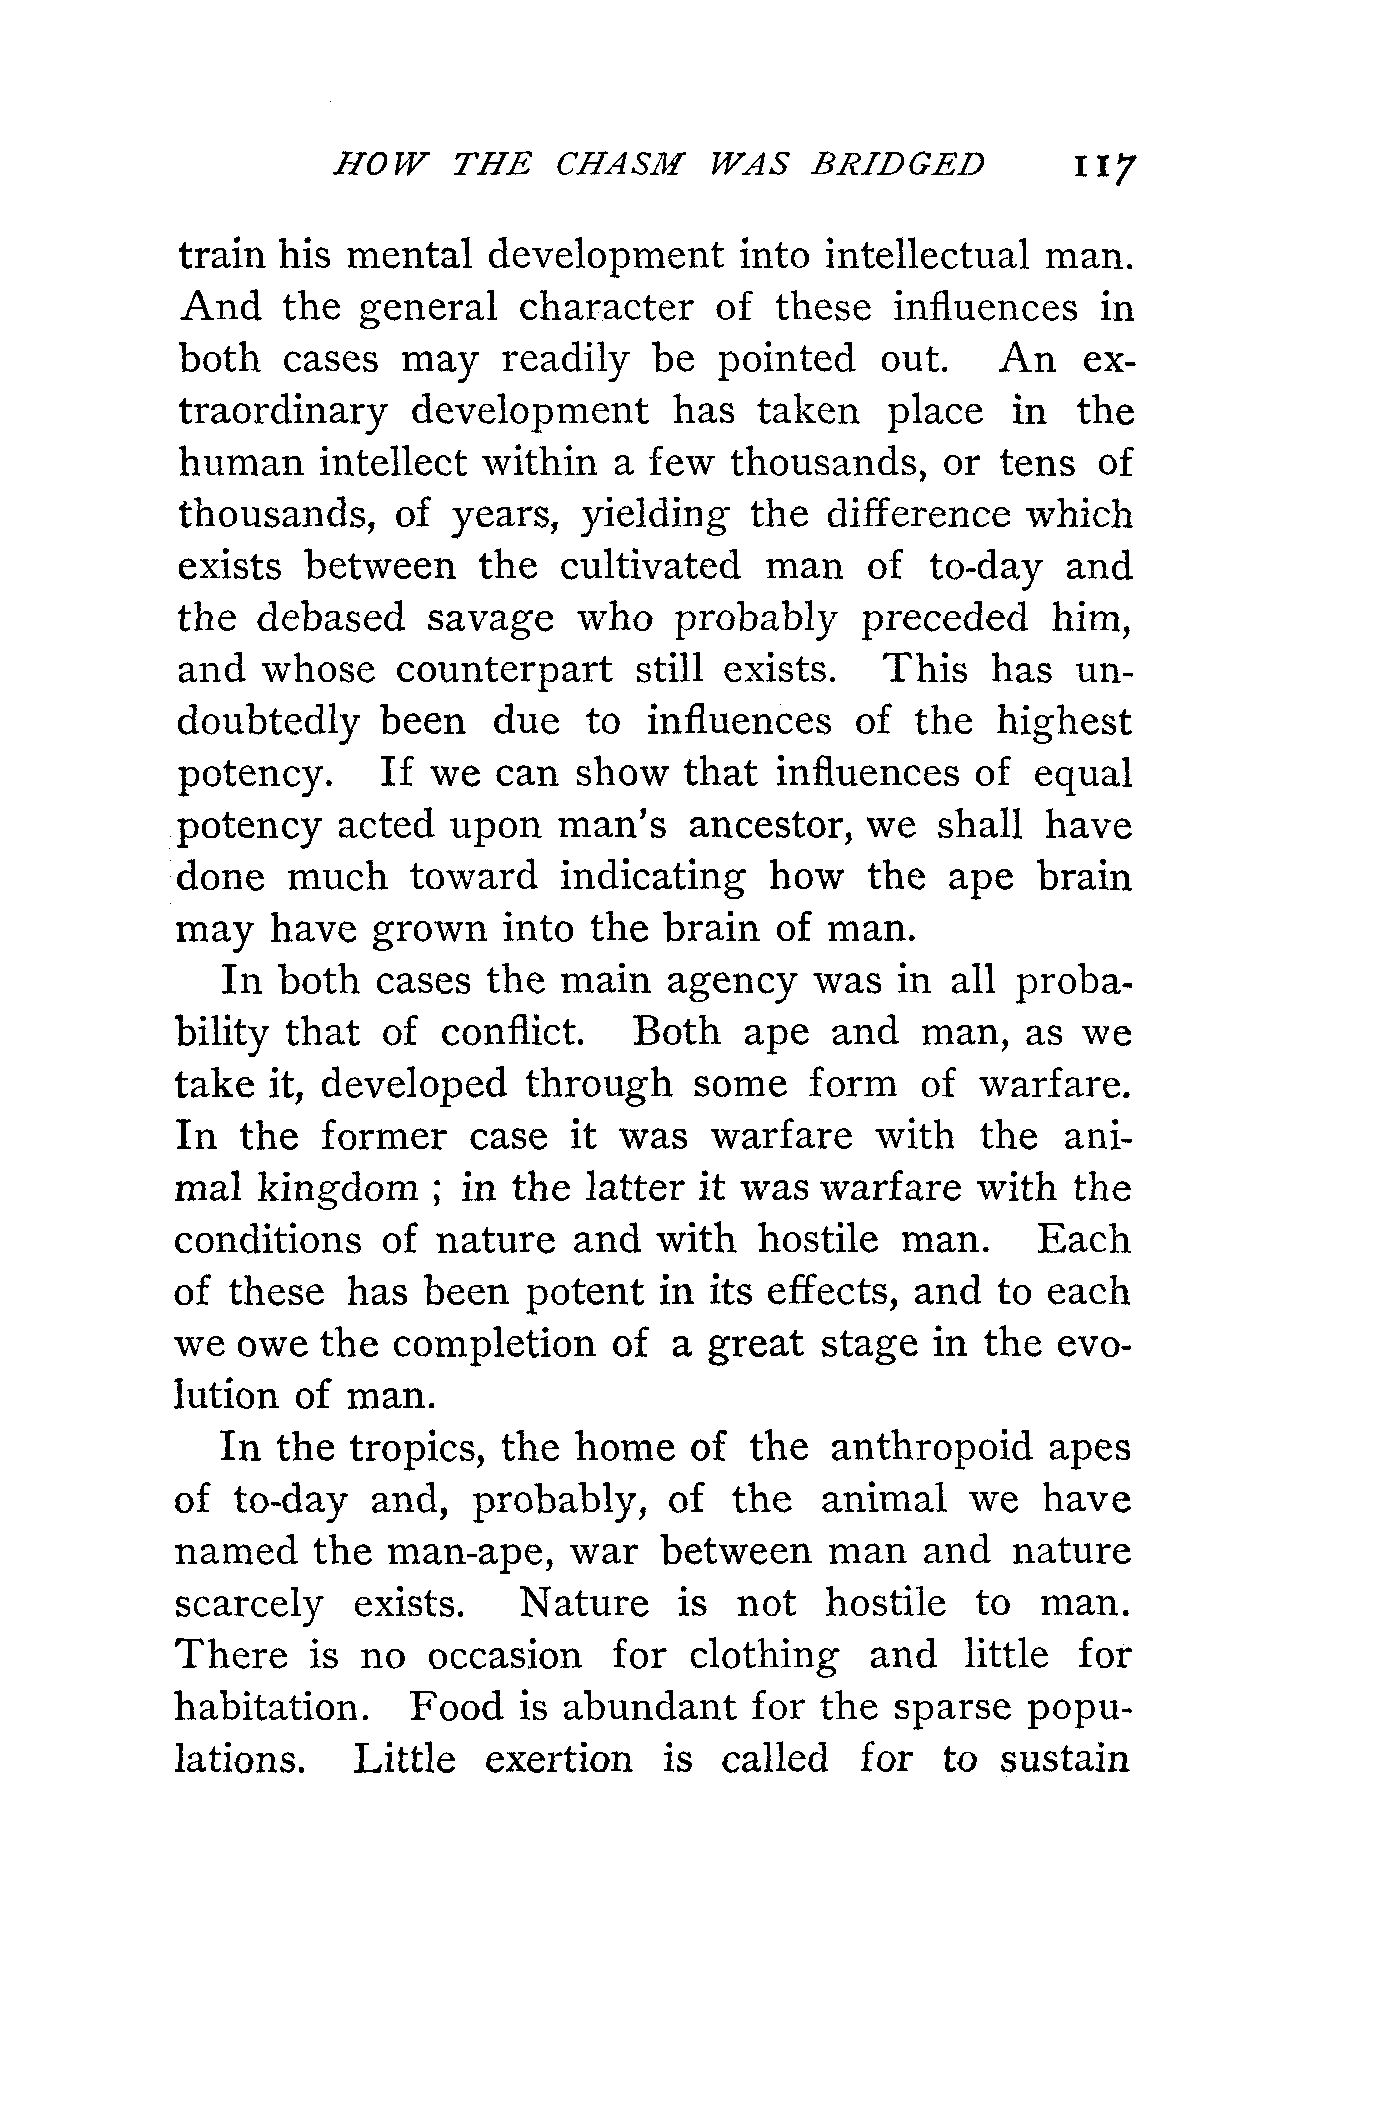 HOW THE CHASM WAS BRIDGED 117
train his mental development into intellectual man.
And the general character of these influences in
both cases may readily be pointed out. An ex-
traordinary development has taken place in the
human intellect within a few thousands, or tens of
thousands, of years, yielding the difference which
exists between the cultivated man of to-day and
the debased savage who probably preceded him,
and whose counterpart still exists. This has un-
doubtedly been due to influences of the highest
potency. If we can show that influences of equal
potency acted upon man's ancestor, we shall have
done much toward indicating how the ape brain
may have grown into the brain of man.
In both cases the main agency was in all proba-
bility that of conflict. Both ape and man, as we
take it, developed through some form of warfare.
In the former case it was warfare with the ani-
mal kingdom ; in the latter it was warfare with the
conditions of nature and with hostile man. Each
of these has been potent in its effects, and to each
we owe the completion of a great stage in the evo-
lution of man.
In the tropics, the home of the anthropoid apes
of to-day and, probably, of the animal we have
named the man-ape, war between man and nature
scarcely exists. Nature is not hostile to man.
There is no occasion for clothing and little for
habitation. Food is abundant for the sparse popu-
lations. Little exertion is called for to sustain